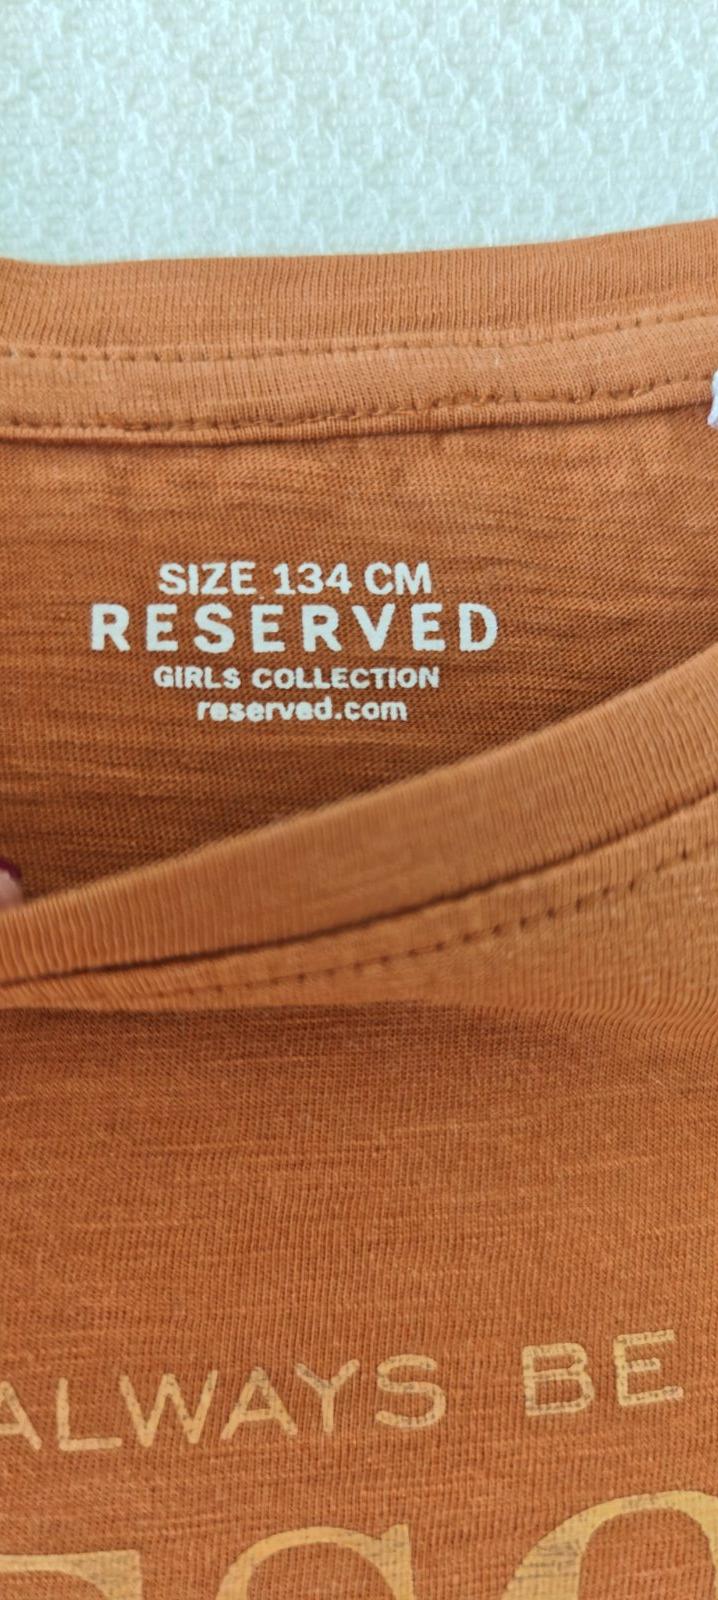 SIZE 134 CM
RESERVED
GIRLS COLLECTION
reserved.com
ALWAYS BE